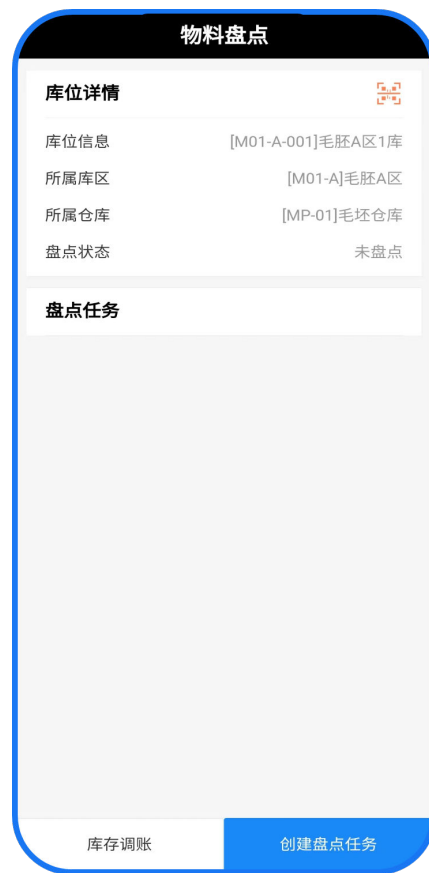 物料盘点
库位详情
库位信息 [M01-A-001]毛胚A区1库
所属库区 [M01-A]毛胚A区
所属仓库 [MP-01]毛坯仓库
盘点状态 未盘点
盘点任务
库存调账 创建盘点任务